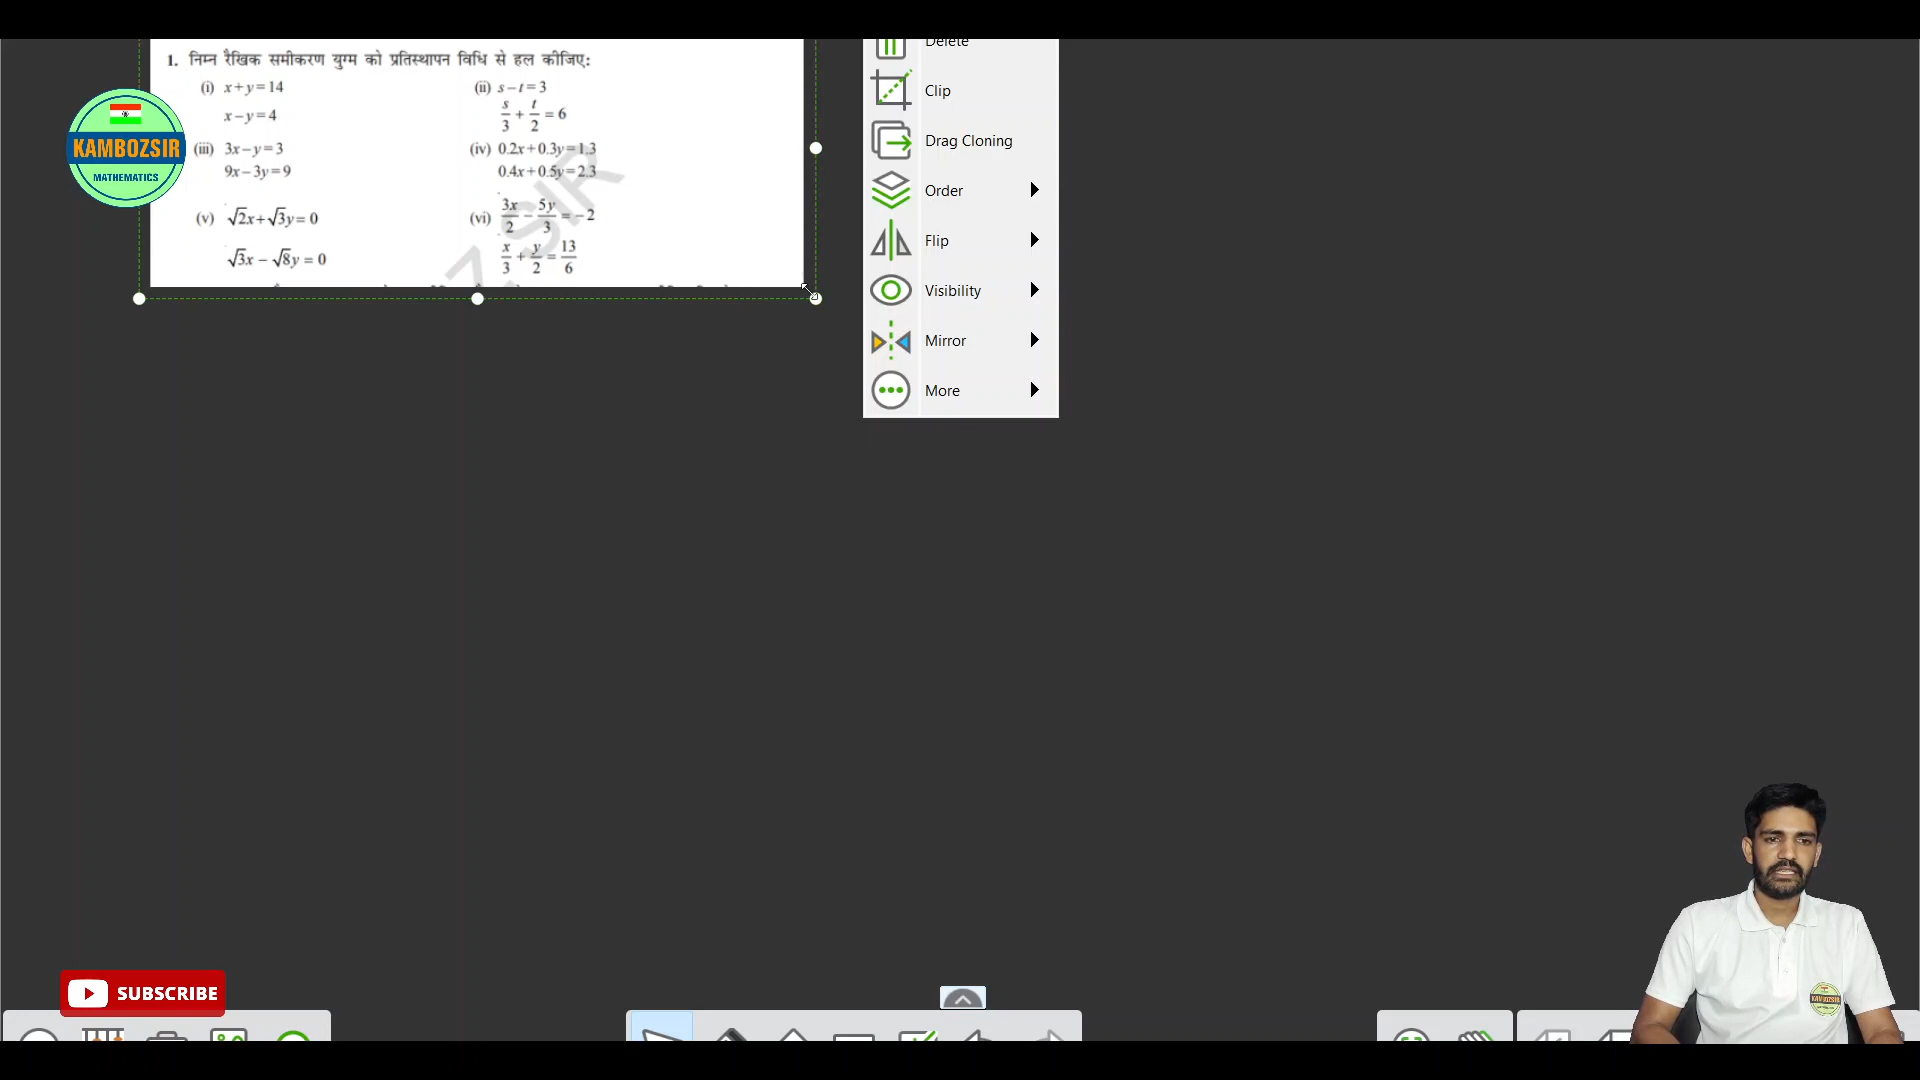 1. निम्न रैखिक समीकरण युग्म को प्रतिस्थापन विधि से हल कीजिए:
(i) x+y=14
x−y=4
(ii) s−t=3
s/3 + t/2 = 6
(iii) 3x−y=3
9x−3y=9
(iv) 0.2x+0.3y=1.3
0.4x+0.5y=2.3
(v) √2x+√3y=0
√3x − √8y = 0
(vi) 3x/2 − 5y/3 = −2
x/3 + y/2 = 13/6
KAMBOZSIR
MATHEMATICS
Z SIR
Delete
Clip
Drag Cloning
Order
Flip
Visibility
Mirror
More
SUBSCRIBE